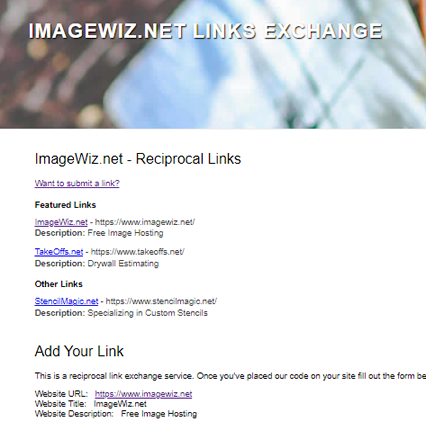 IMAGEWIZ.NET LINKS EXCHANGE
ImageWiz.net - Reciprocal Links
Want to submit a link?
Featured Links
ImageWiz.net - https://www.imagewiz.net/
Description: Free Image Hosting
TakeOffs.net - https://www.takeoffs.net/
Description: Drywall Estimating
Other Links
StencilMagic.net - https://www.stencilmagic.net/
Description: Specializing in Custom Stencils
Add Your Link
This is a reciprocal link exchange service. Once you've placed our code on your site fill out the form be
Website URL: https://www.imagewiz.net
Website Title: ImageWiz.net
Website Description: Free Image Hosting